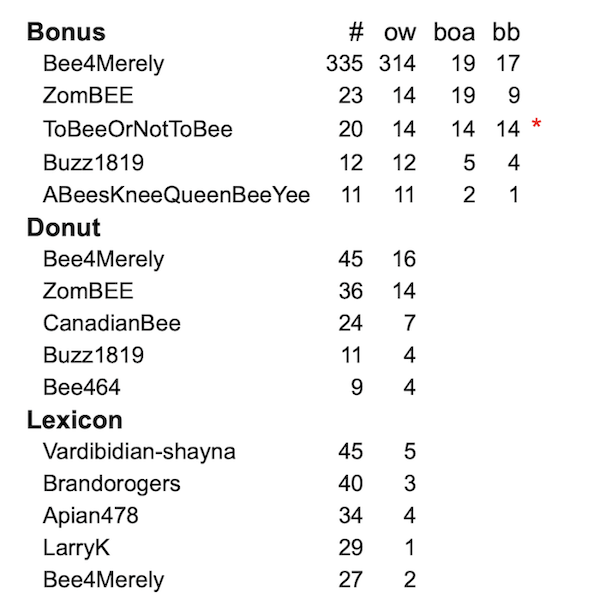 Bonus # ow boa bb
Bee4Merely 335 314 19 17
ZomBEE 23 14 19 9
ToBeeOrNotToBee 20 14 14 14 *
Buzz1819 12 12 5 4
ABeesKneeQueenBeeYee 11 11 2 1
Donut
Bee4Merely 45 16
ZomBEE 36 14
CanadianBee 24 7
Buzz1819 11 4
Bee464 9 4
Lexicon
Vardibidian-shayna 45 5
Brandorogers 40 3
Apian478 34 4
LarryK 29 1
Bee4Merely 27 2